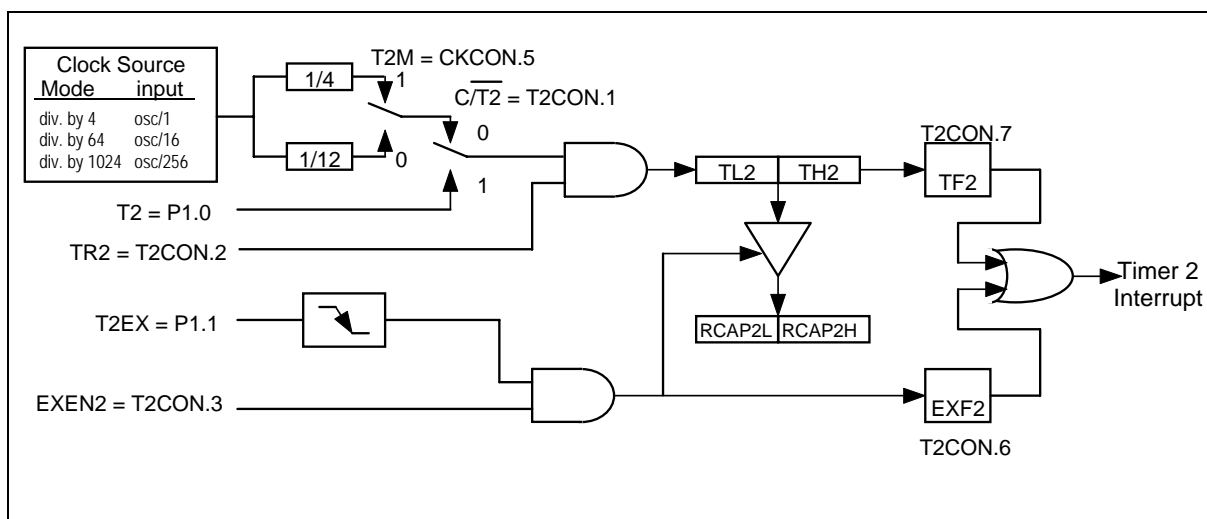 Clock Source
Mode input
div. by 4 osc/1
div. by 64 osc/16
div. by 1024 osc/256
1/4
1/12
T2M = CKCON.5
1
0
C/T2 = T2CON.1
0
1
T2 = P1.0
TR2 = T2CON.2
TL2 TH2
T2CON.7
TF2
Timer 2
Interrupt
T2EX = P1.1
RCAP2L RCAP2H
EXEN2 = T2CON.3
EXF2
T2CON.6